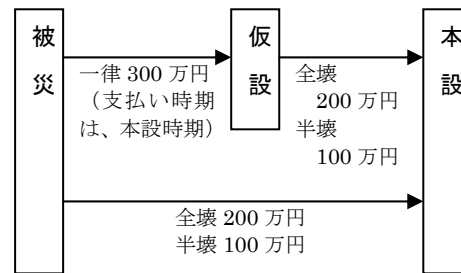 被災
仮設
本設
一律 300 万円
（支払い時期
は、本設時期）
全壊
200 万円
半壊
100 万円
全壊 200 万円
半壊 100 万円